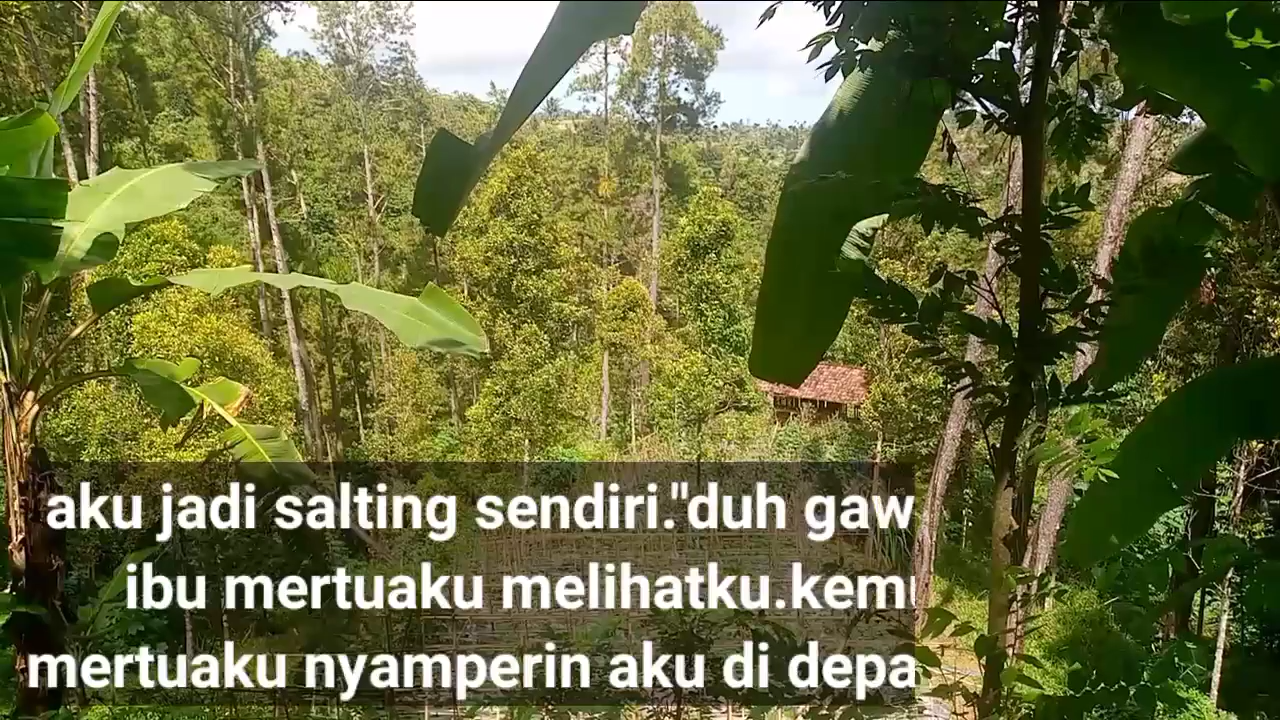 aku jadi salting sendiri."duh gaw
ibu mertuaku melihatku.kem
mertuaku nyamperin aku di depa